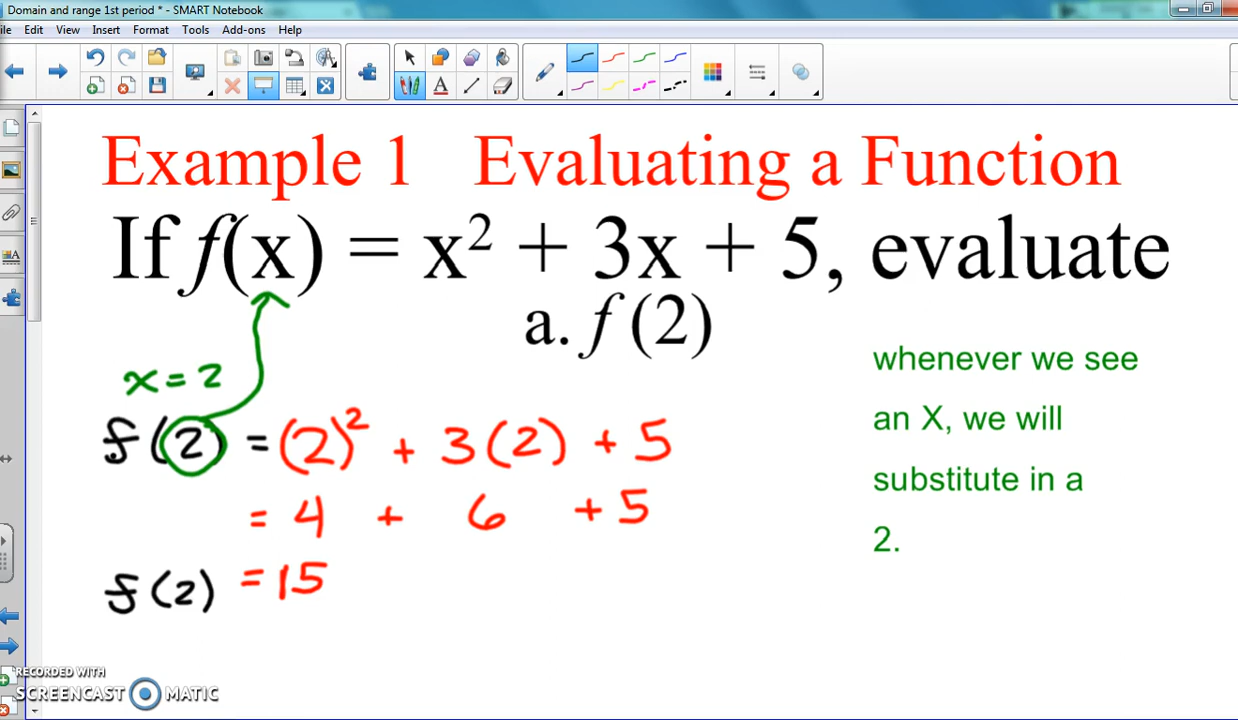 Domain and range 1st period * - SMART Notebook
ile Edit View Insert Format Tools Add-ons Help
Example 1 Evaluating a Function
If f(x) = x² + 3x + 5, evaluate
a. f (2)
whenever we see
an X, we will
substitute in a
2.
x = 2
f (2) = (2)² + 3 (2) + 5
= 4 + 6 + 5
f (2) = 15
RECORDED WITH
SCREENCAST MATIC